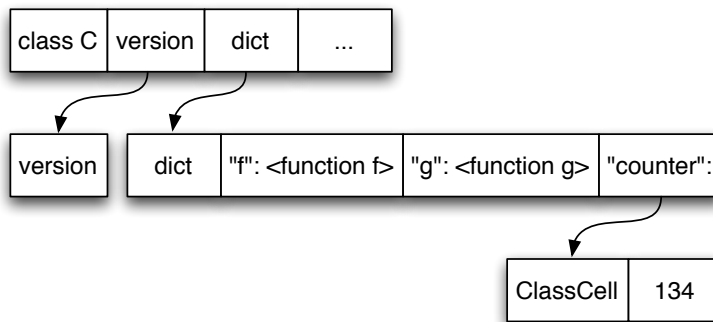 class C version dict ...
version dict "f": <function f> "g": <function g> "counter":
ClassCell 134